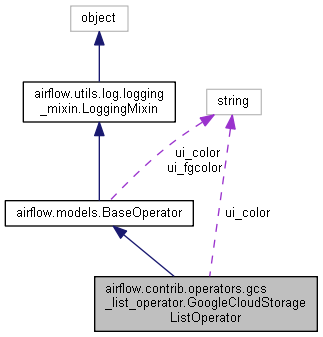 object
airflow.utils.log.logging
_mixin.LoggingMixin
string
ui_color
ui_fgcolor
airflow.models.BaseOperator
ui_color
airflow.contrib.operators.gcs
_list_operator.GoogleCloudStorage
ListOperator